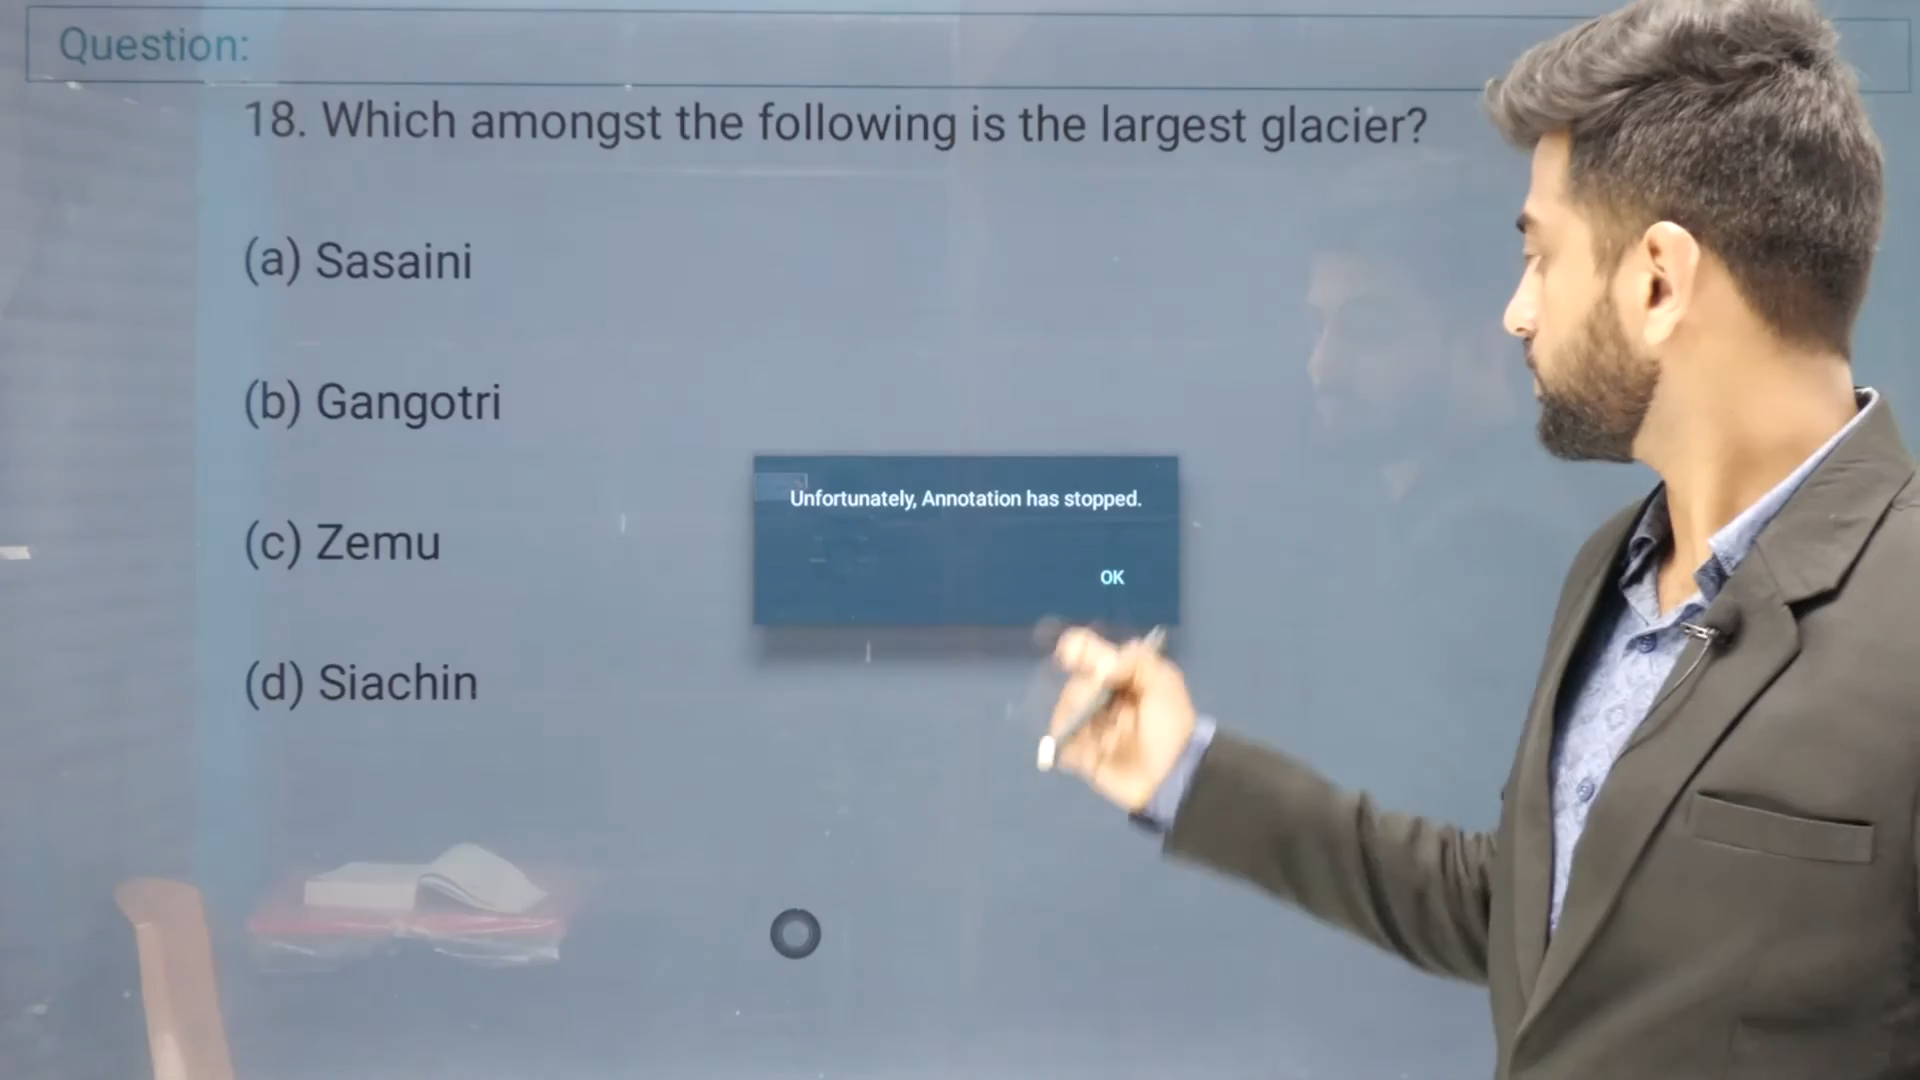 Question:
18. Which amongst the following is the largest glacier?
(a) Sasaini
(b) Gangotri
(c) Zemu
(d) Siachin
Unfortunately, Annotation has stopped.
OK